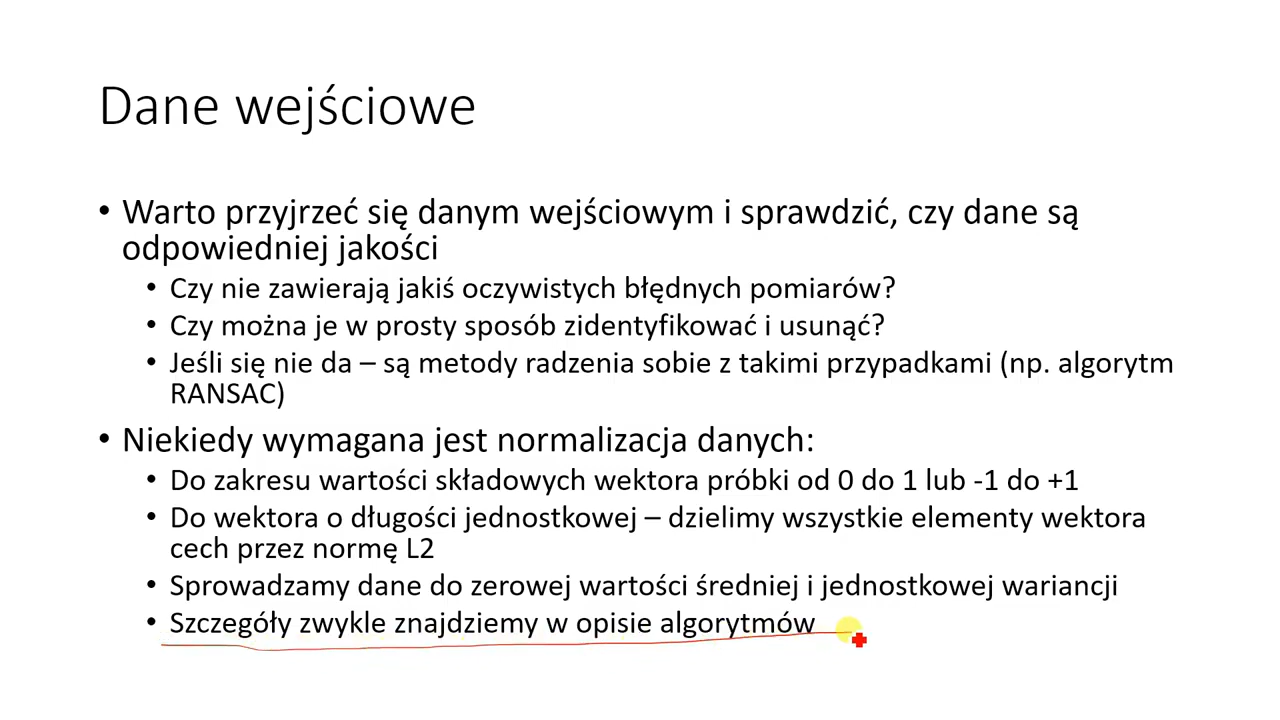 Dane wejściowe
• Warto przyjrzeć się danym wejściowym i sprawdzić, czy dane są
odpowiedniej jakości
• Czy nie zawierają jakiś oczywistych błędnych pomiarów?
• Czy można je w prosty sposób zidentyfikować i usunąć?
• Jeśli się nie da – są metody radzenia sobie z takimi przypadkami (np. algorytm
RANSAC)
• Niekiedy wymagana jest normalizacja danych:
• Do zakresu wartości składowych wektora próbki od 0 do 1 lub -1 do +1
• Do wektora o długości jednostkowej – dzielimy wszystkie elementy wektora
cech przez normę L2
• Sprowadzamy dane do zerowej wartości średniej i jednostkowej wariancji
• Szczegóły zwykle znajdziemy w opisie algorytmów